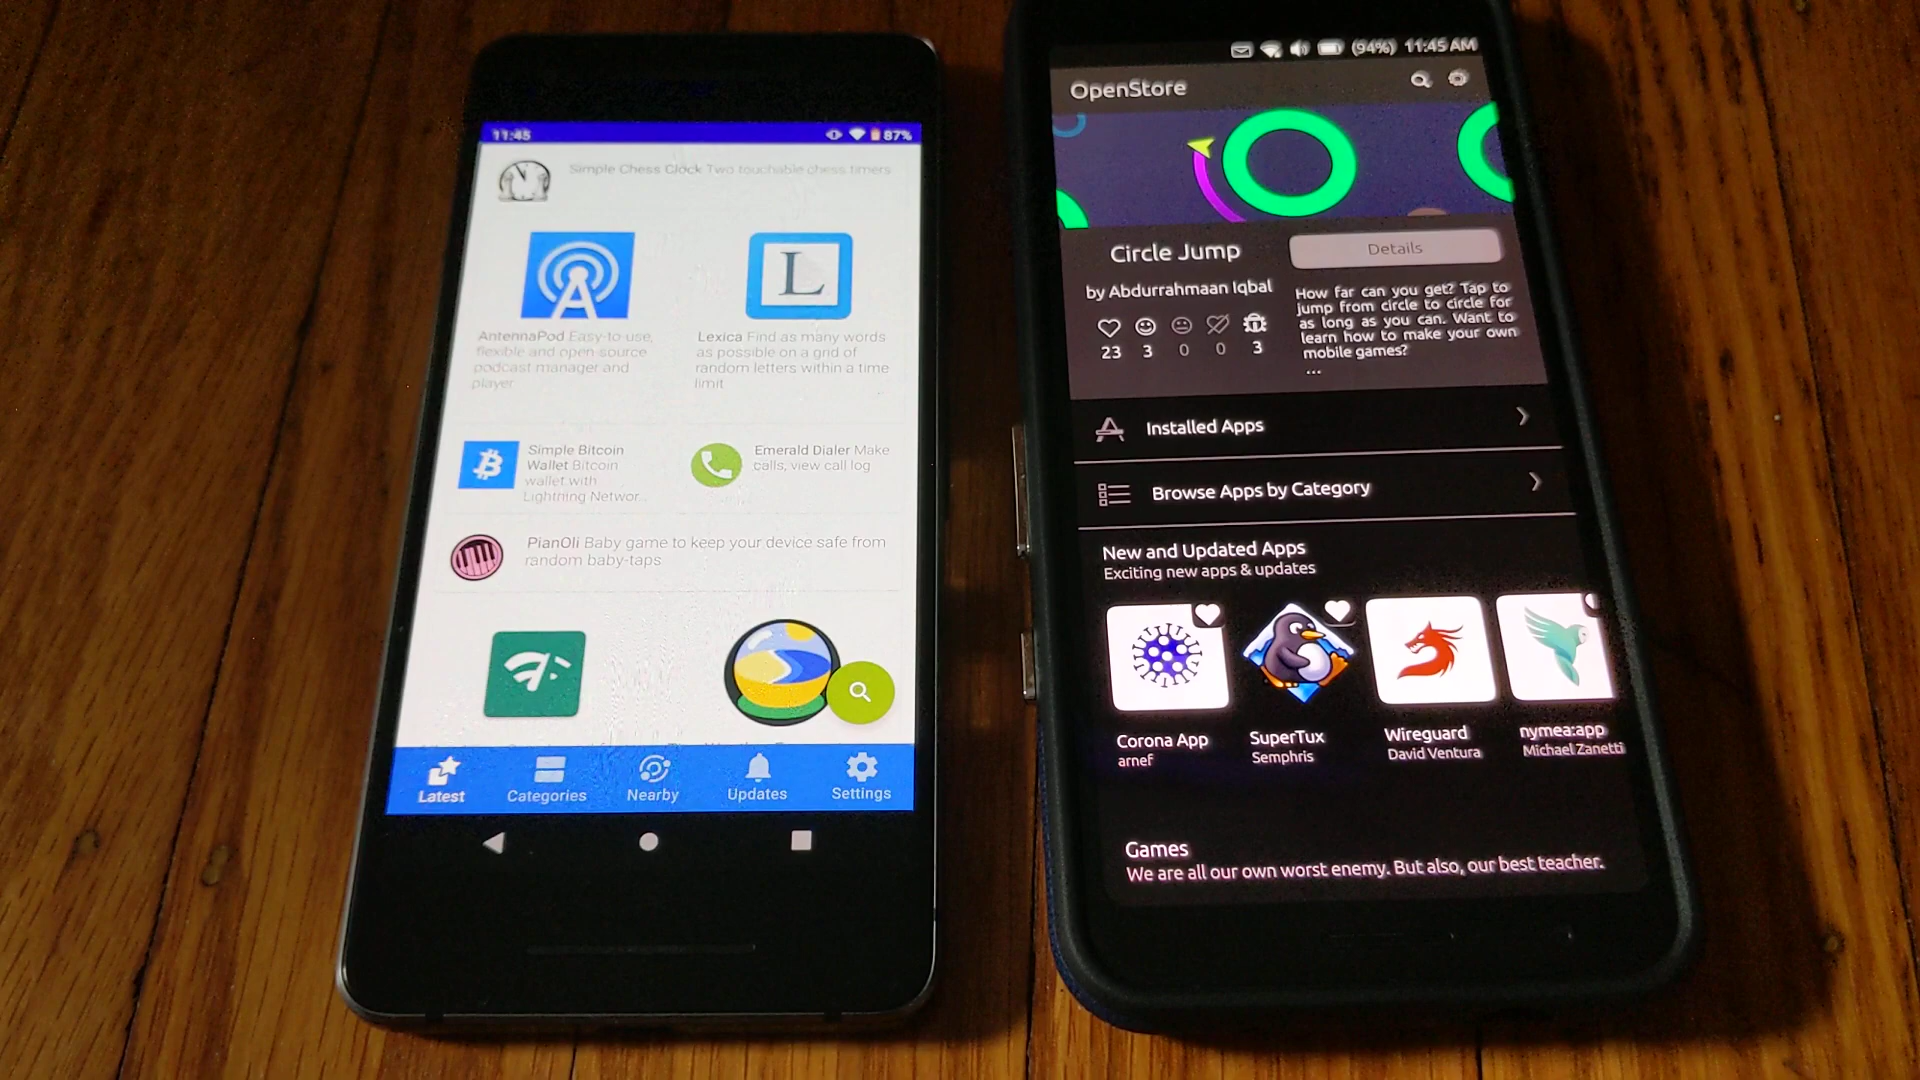 11:45
87%
Simple Chess Clock Two touchable chess timers
L
AntennaPod Easy-to-use,
flexible and open-source
podcast manager and
player
Lexica Find as many words
as possible on a grid of
random letters within a time
limit
Simple Bitcoin
Wallet Bitcoin
wallet with
Lightning Networ...
Emerald Dialer Make
calls, view call log
PianOli Baby game to keep your device safe from
random baby-taps
Latest
Categories
Nearby
Updates
Settings
(94%) 11:45 AM
OpenStore
Circle Jump
by Abdurrahmaan Iqbal
23 3 0 0 3
Details
How far can you get? Tap to
jump from circle to circle for
as long as you can. Want to
learn how to make your own
mobile games?
...
Installed Apps
Browse Apps by Category
New and Updated Apps
Exciting new apps & updates
Corona App
arnef
SuperTux
Semphris
Wireguard
David Ventura
nymea:app
Michael Zanetti
Games
We are all our own worst enemy. But also, our best teacher.